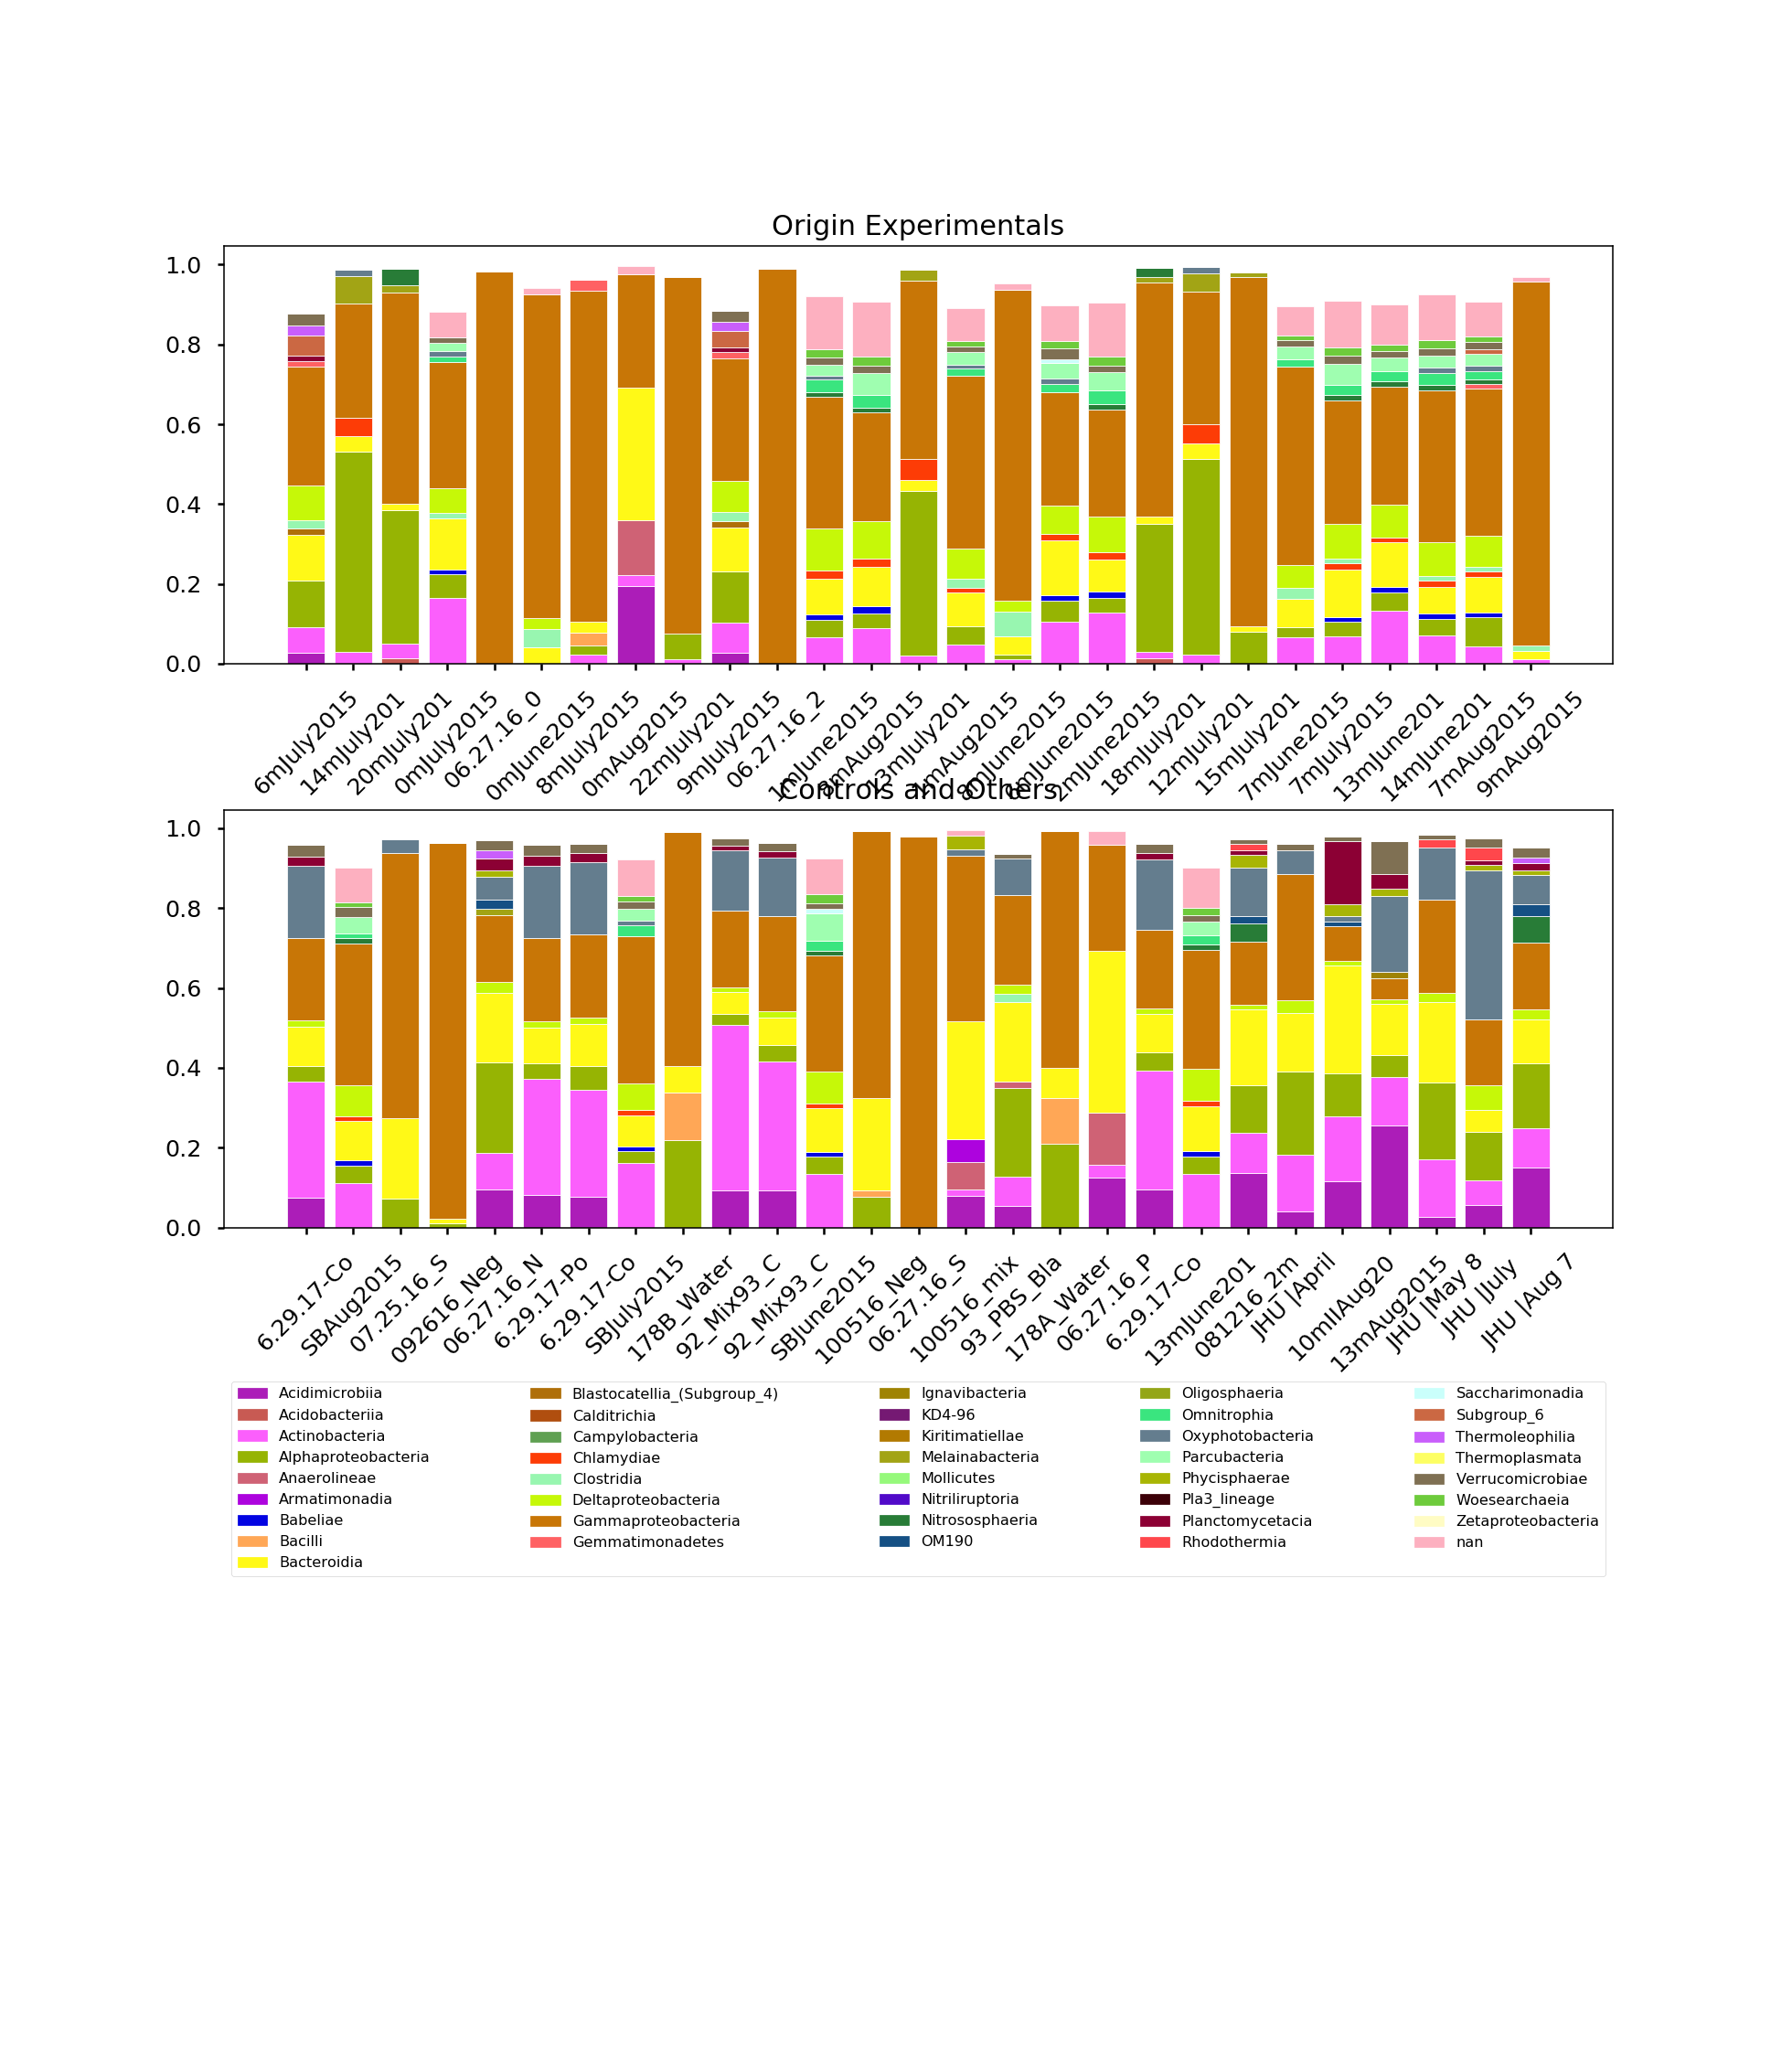 Origin Experimentals
1.0
0.8
0.6
0.4
0.2
0.0
6mJuly2015
14mJuly201
20mJuly201
0mJuly2015
06.27.16_0
0mJune2015
8mJuly2015
0mAug2015
22mJuly201
9mJuly2015
06.27.16_2
1mJune2015
13mJuly201
18mJuly201
12mJuly201
15mJuly201
7mJune2015
7mJuly2015
13mJune201
14mJune201
7mAug2015
9mAug2015
Controls and Others
1.0
0.8
0.6
0.4
0.2
0.0
6.29.17-Co
SBAug2015
07.25.16_S
092616_Neg
06.27.16_N
6.29.17-Po
6.29.17-Co
SBJuly2015
178B_Water
92_Mix93_C
92_Mix93_C
SBJune2015
100516_Neg
06.27.16_S
100516_mix
93_PBS_Bla
178A_Water
06.27.16_P
6.29.17-Co
13mJune201
081216_2m
JHU |April
10mIIAug20
13mAug2015
JHU |May 8
JHU |July
JHU |Aug 7
Acidimicrobiia
Acidobacteriia
Actinobacteria
Alphaproteobacteria
Anaerolineae
Armatimonadia
Babeliae
Bacilli
Bacteroidia
Blastocatellia_(Subgroup_4)
Calditrichia
Campylobacteria
Chlamydiae
Clostridia
Deltaproteobacteria
Gammaproteobacteria
Gemmatimonadetes
Ignavibacteria
KD4-96
Kiritimatiellae
Melainabacteria
Mollicutes
Nitriliruptoria
Nitrososphaeria
OM190
Oligosphaeria
Omnitrophia
Oxyphotobacteria
Parcubacteria
Phycisphaerae
Pla3_lineage
Planctomycetacia
Rhodothermia
Saccharimonadia
Subgroup_6
Thermoleophilia
Thermoplasmata
Verrucomicrobiae
Woesearchaeia
Zetaproteobacteria
nan